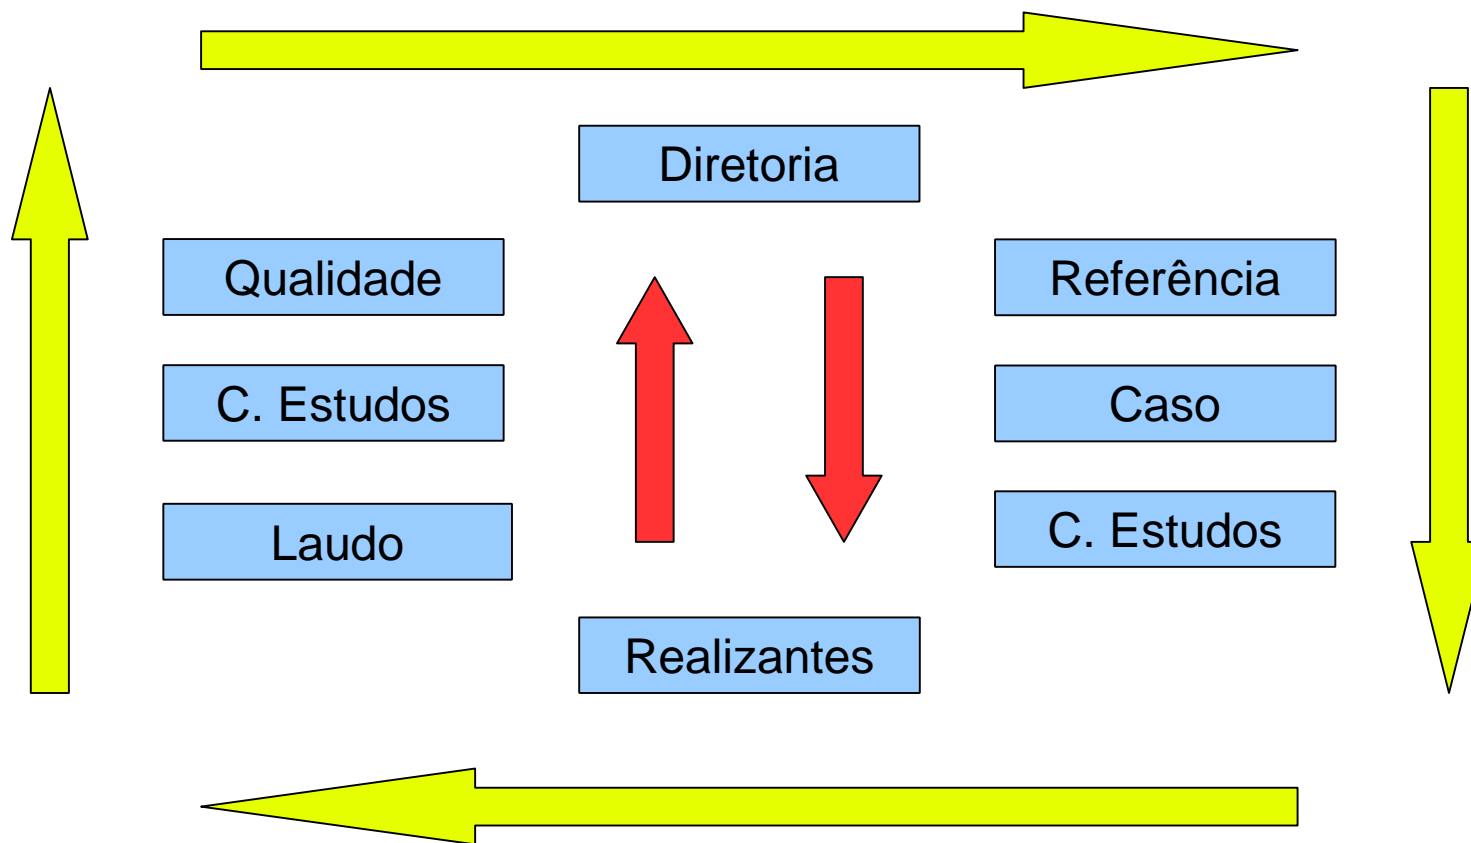 Diretoria
Qualidade
Referência
C. Estudos
Caso
Laudo
C. Estudos
Realizantes